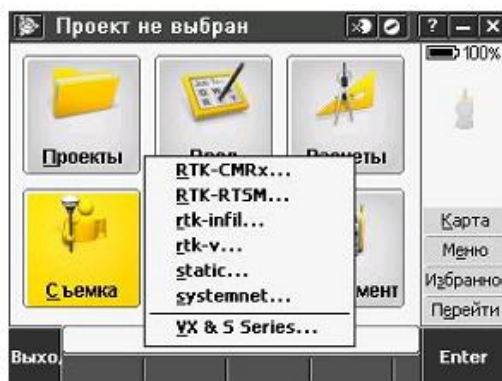 Проект не выбран
? – X
100%
Проекты
Расчеты
RTK-CMRx...
RTK-RTSM...
rtk-infil...
rtk-v...
static...
systemnet...
VX & S Series...
Съемка
мент
Карта
Меню
Избранно
Перейти
Выхо
Enter